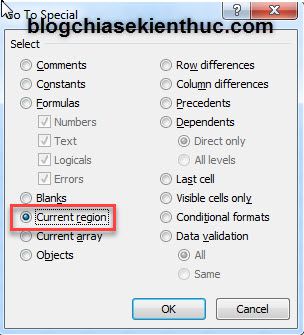 Go To Special
blogchiasekienthuc.com
Select
Comments
Constants
Formulas
Numbers
Text
Logicals
Errors
Blanks
Current region
Current array
Objects
Row differences
Column differences
Precedents
Dependents
Direct only
All levels
Last cell
Visible cells only
Conditional formats
Data validation
All
Same
OK
Cancel